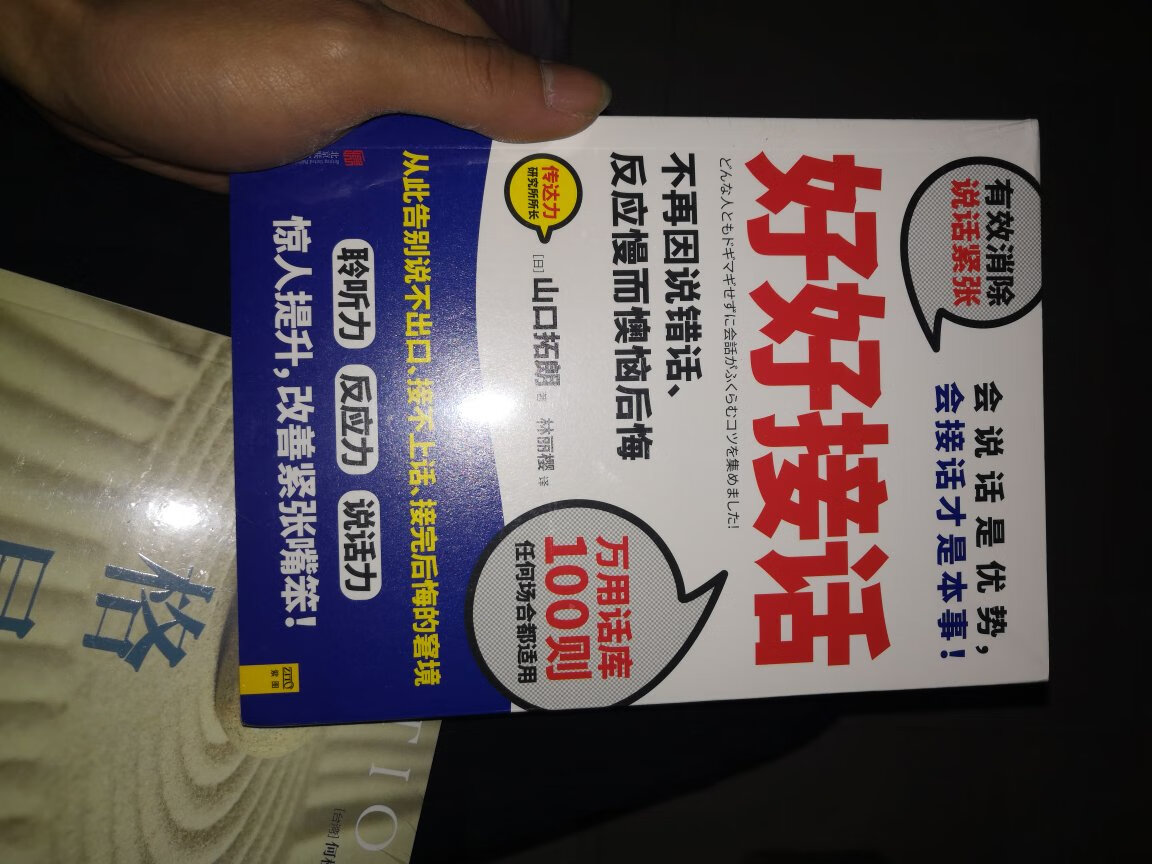 有效消除
说话紧张
会说话是优势，
会接话才是本事！
好好接话
どんな人ともドギマギせずに会話がふくらむコツを集めました!
不再因说错话、
反应慢而懊恼后悔
传达力
研究所所长
[日]山口拓朗 著 林丽樱 译
万用话库
100则
任何场合都适用
从此告别说不出口、接不上话、接完后悔的窘境
聆听力 反应力 说话力
惊人提升，改善紧张嘴笨！
ZITO
紫图
格
TIO
[台湾]何